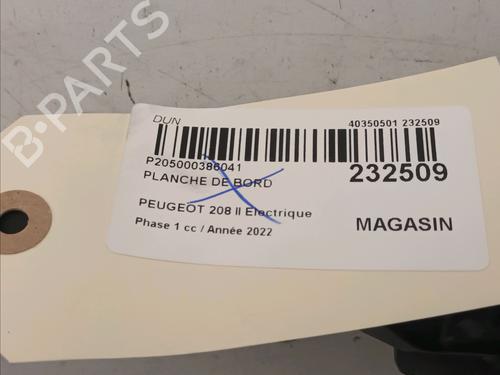 B-PARTS
DUN
40350501 232509
P205000386041
PLANCHE DE BORD
232509
PEUGEOT 208 II Electrique
Phase 1 cc / Année 2022
MAGASIN